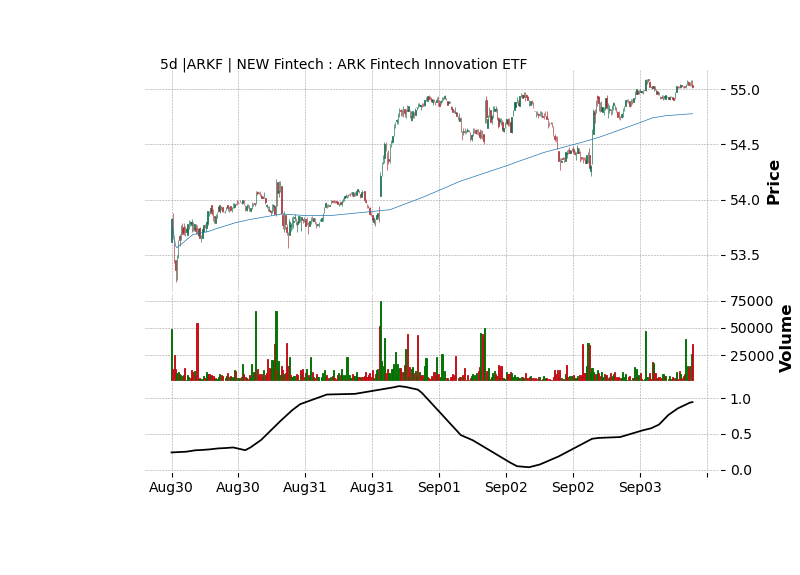 5d |ARKF | NEW Fintech : ARK Fintech Innovation ETF
55.0
54.5
54.0
53.5
Price
75000
50000
25000
Volume
1.0
0.5
0.0
Aug30 Aug30 Aug31 Aug31 Sep01 Sep02 Sep02 Sep03